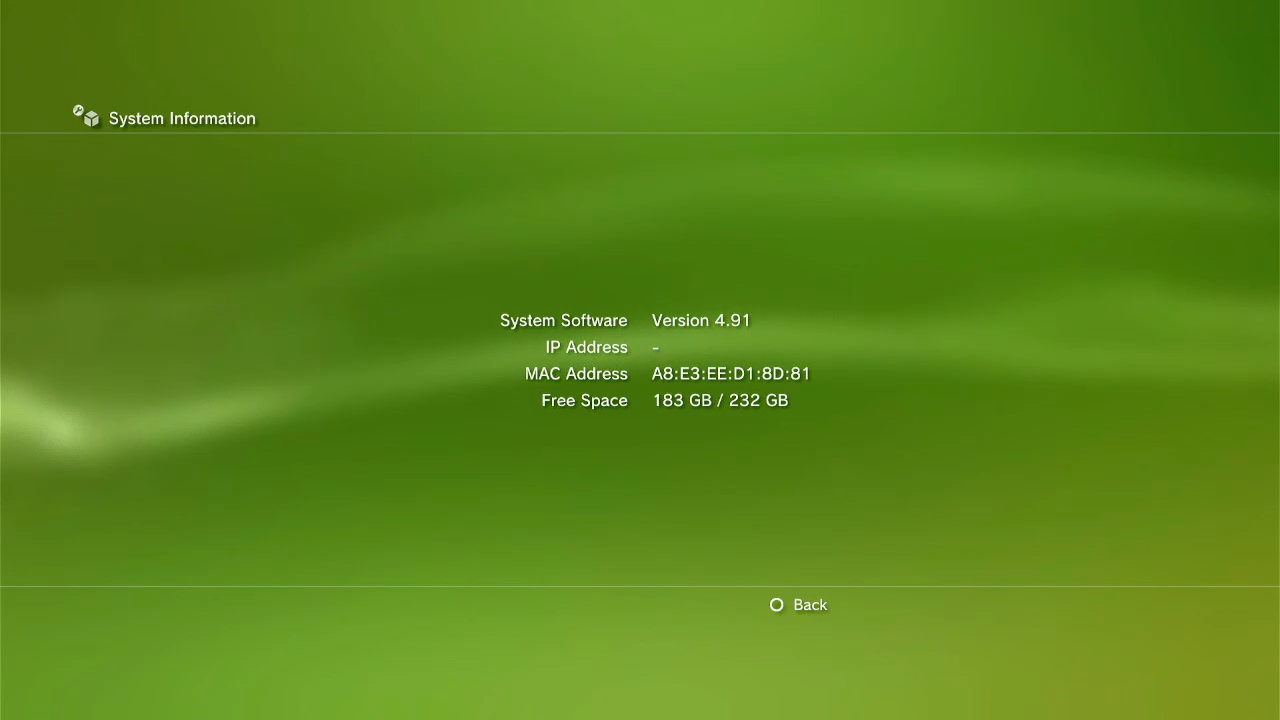 System Information
System Software Version 4.91
IP Address -
MAC Address A8:E3:EE:D1:8D:81
Free Space 183 GB / 232 GB
Back